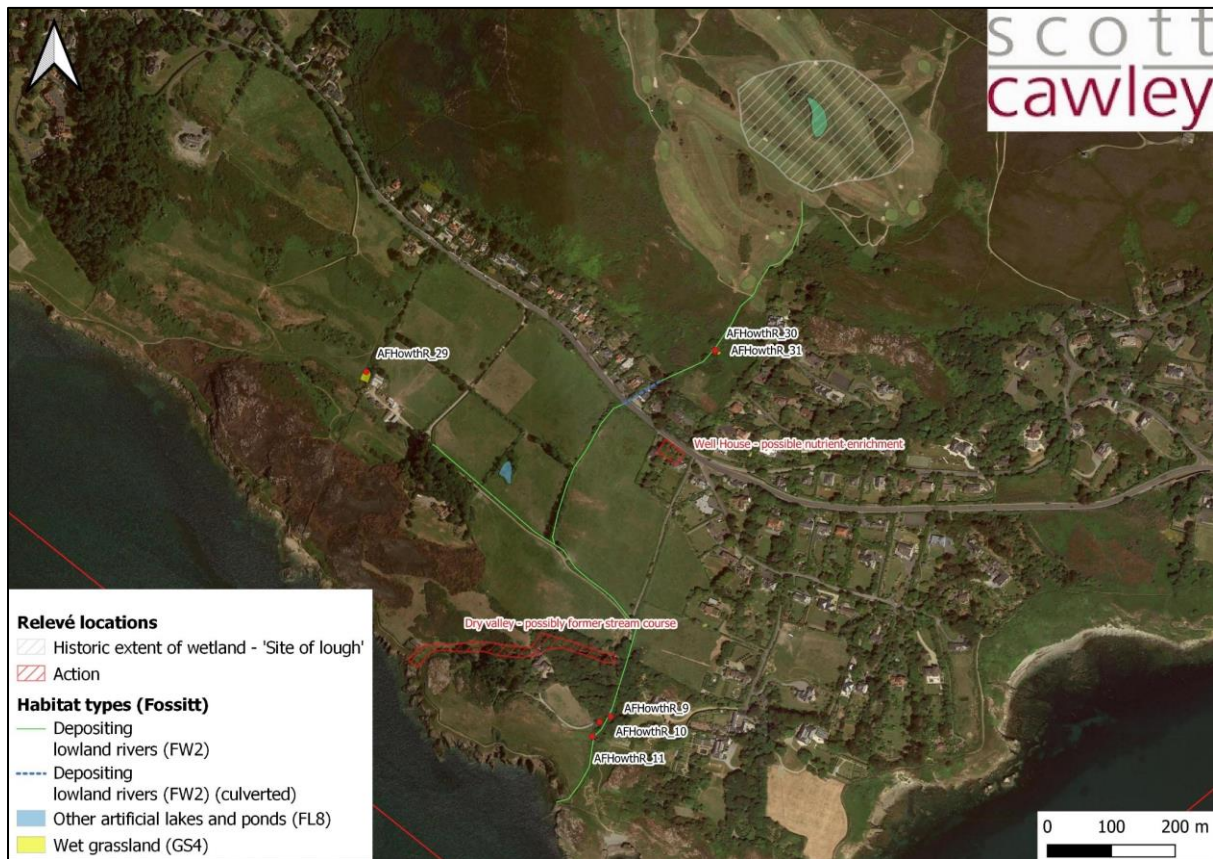 scott
cawley
AFHowthR_30
AFHowthR_31
AFHowthR_29
Well House - possible nutrient enrichment
Dry valley - possibly former stream course
AFHowthR_9
AFHowthR_10
AFHowthR_11
Relevé locations
Historic extent of wetland - 'Site of lough'
Action
Habitat types (Fossitt)
Depositing
lowland rivers (FW2)
Depositing
lowland rivers (FW2) (culverted)
Other artificial lakes and ponds (FL8)
Wet grassland (GS4)
0 100 200 m